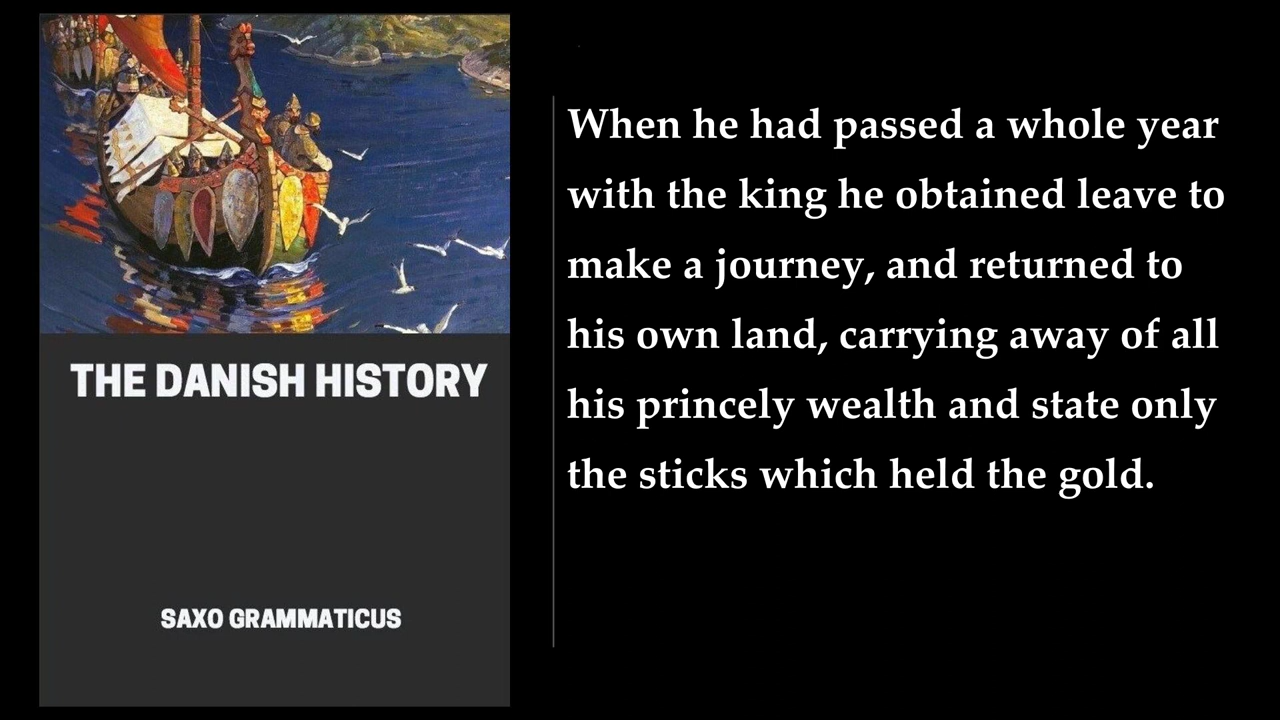 THE DANISH HISTORY
SAXO GRAMMATICUS
When he had passed a whole year
with the king he obtained leave to
make a journey, and returned to
his own land, carrying away of all
his princely wealth and state only
the sticks which held the gold.